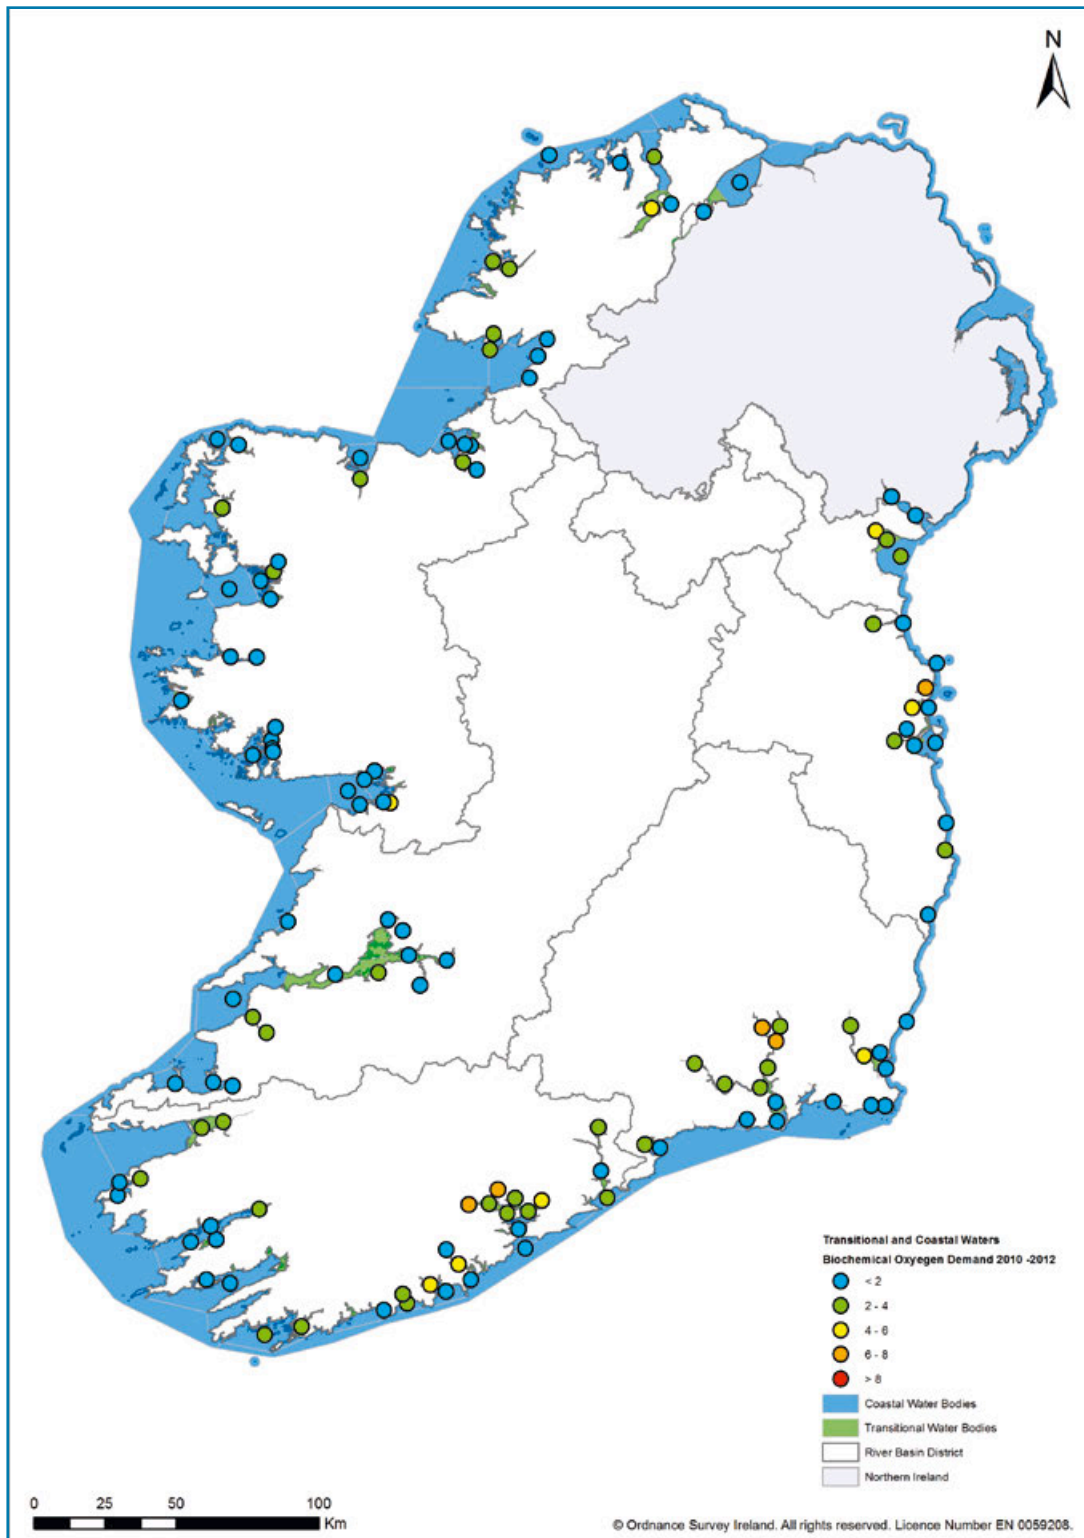 N
Transitional and Coastal Waters
Biochemical Oxyegen Demand 2010 -2012
< 2
2 - 4
4 - 6
6 - 8
> 8
Coastal Water Bodies
Transitional Water Bodies
River Basin District
Northern Ireland
0 25 50 100
Km
© Ordnance Survey Ireland. All rights reserved. Licence Number EN 0059208.